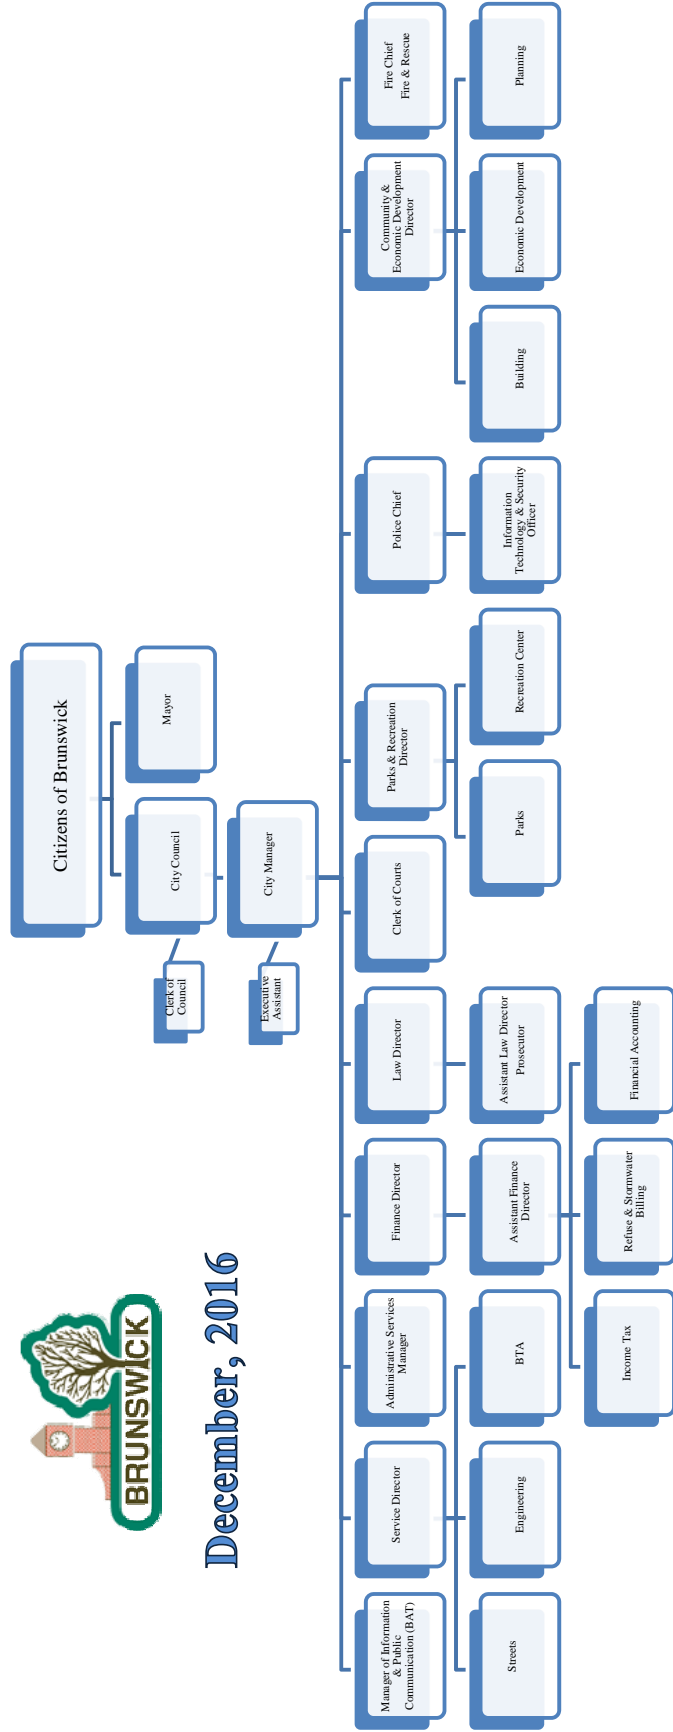 BRUNSWICK
December, 2016
Citizens of Brunswick
City Council
Mayor
Clerk of
Council
City Manager
Executive
Assistant
Manager of Information
& Public
Communication (BAT)
Service Director
Administrative Services
Manager
Finance Director
Law Director
Clerk of Courts
Parks & Recreation
Director
Police Chief
Community &
Economic Development
Director
Fire Chief
Fire & Rescue
Streets
Engineering
BTA
Assistant Finance
Director
Assistant Law Director
Prosecutor
Parks
Recreation Center
Information
Technology & Security
Officer
Building
Economic Development
Planning
Income Tax
Refuse & Stormwater
Billing
Financial Accounting